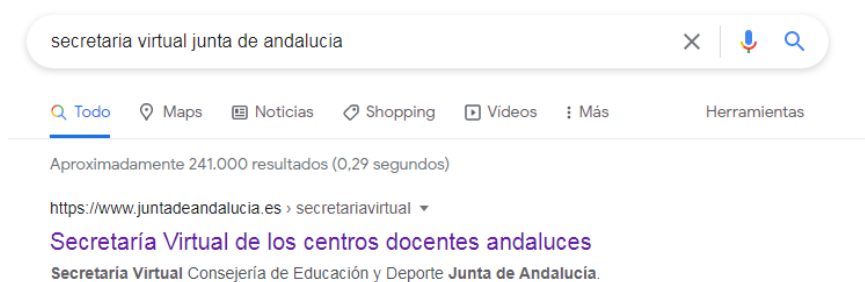 secretaria virtual junta de andalucia
Todo Maps Noticias Shopping Vídeos Más Herramientas
Aproximadamente 241.000 resultados (0,29 segundos)
https://www.juntadeandalucia.es › secretariavirtual
Secretaría Virtual de los centros docentes andaluces
Secretaría Virtual Consejería de Educación y Deporte Junta de Andalucía.